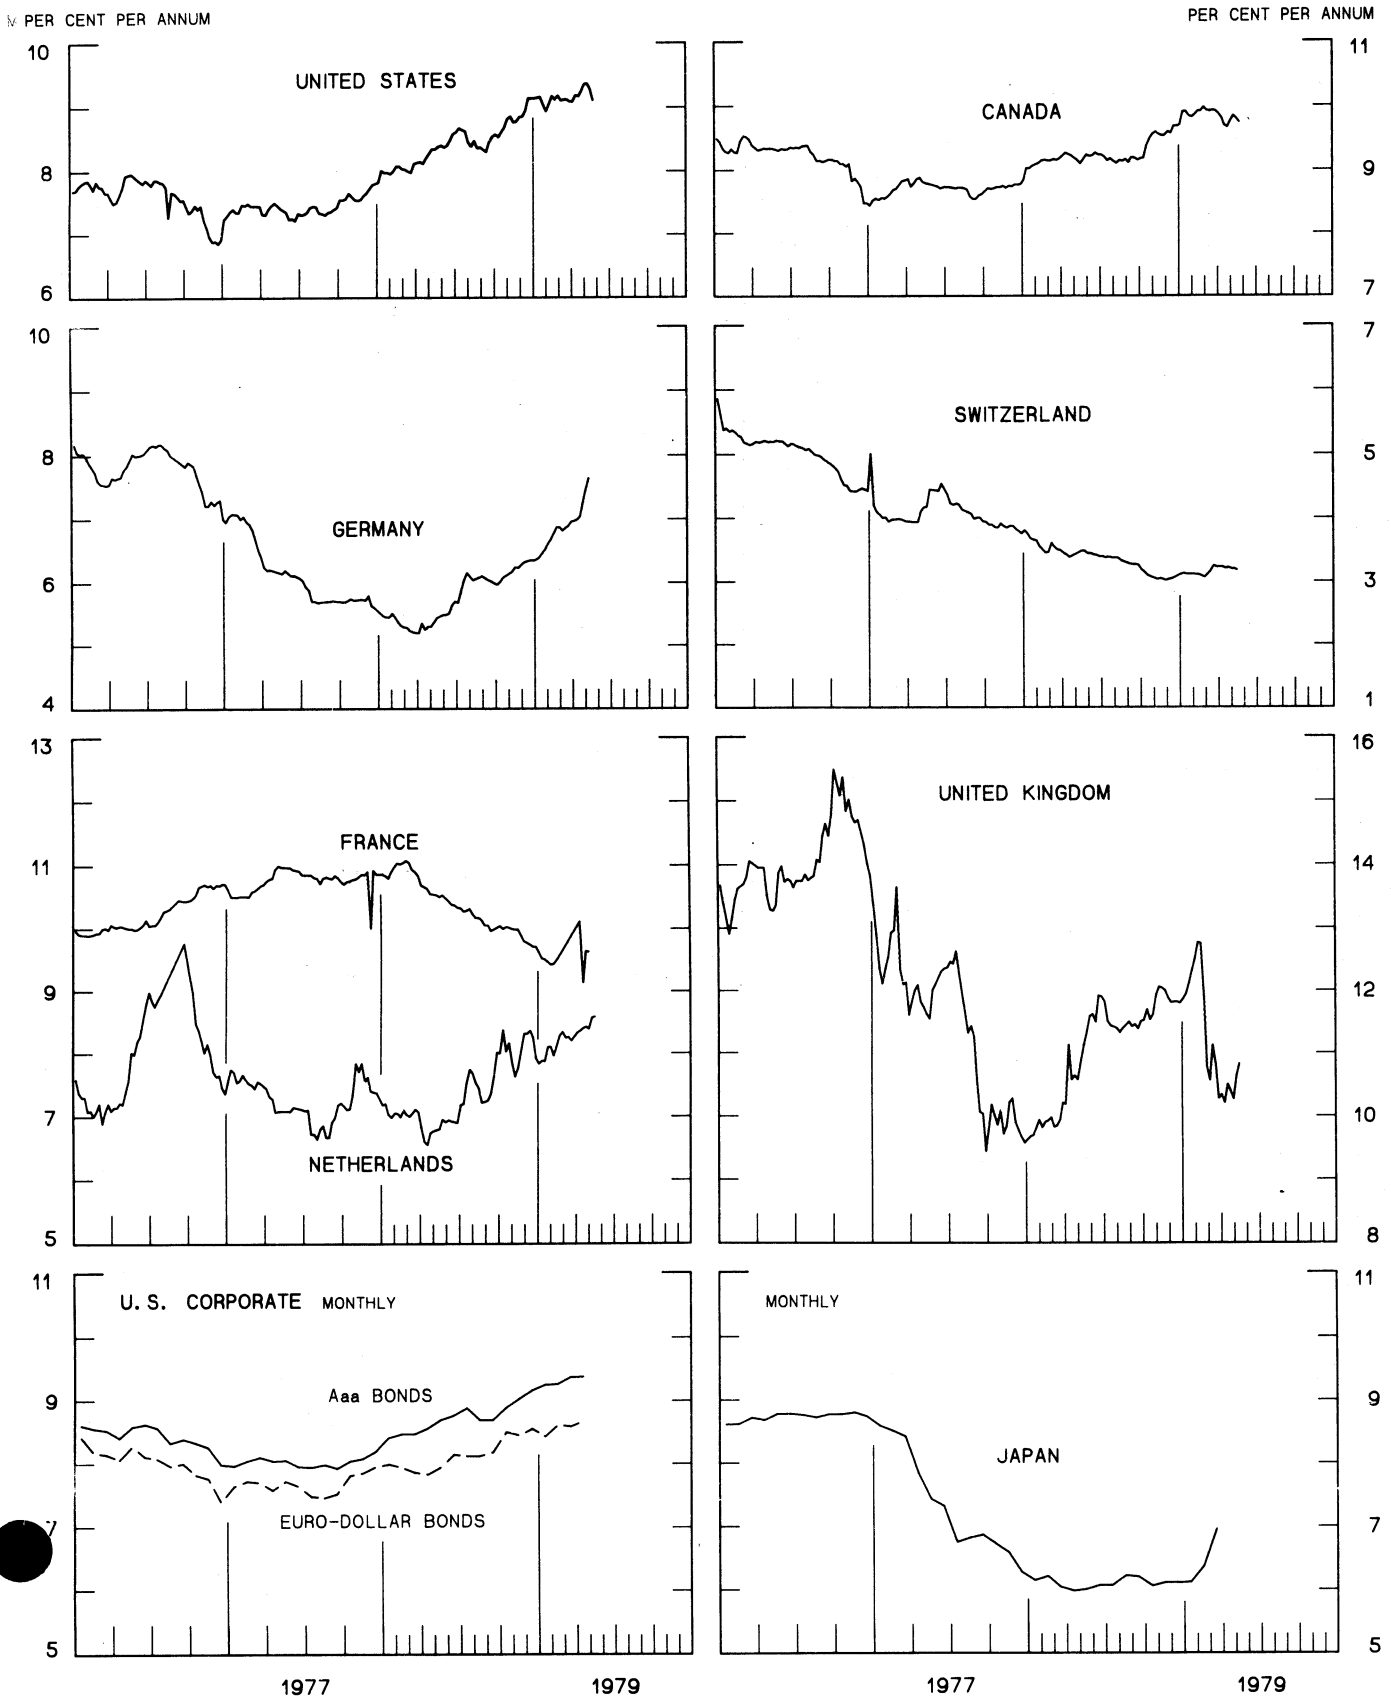 PER CENT PER ANNUM
PER CENT PER ANNUM
10
8
6
UNITED STATES
CANADA
11
9
7
10
8
6
4
GERMANY
SWITZERLAND
7
5
3
1
13
11
9
7
5
FRANCE
NETHERLANDS
UNITED KINGDOM
16
14
12
10
8
11
9
7
5
U.S. CORPORATE MONTHLY
Aaa BONDS
EURO-DOLLAR BONDS
MONTHLY
JAPAN
11
9
7
5
1977
1979
1977
1979